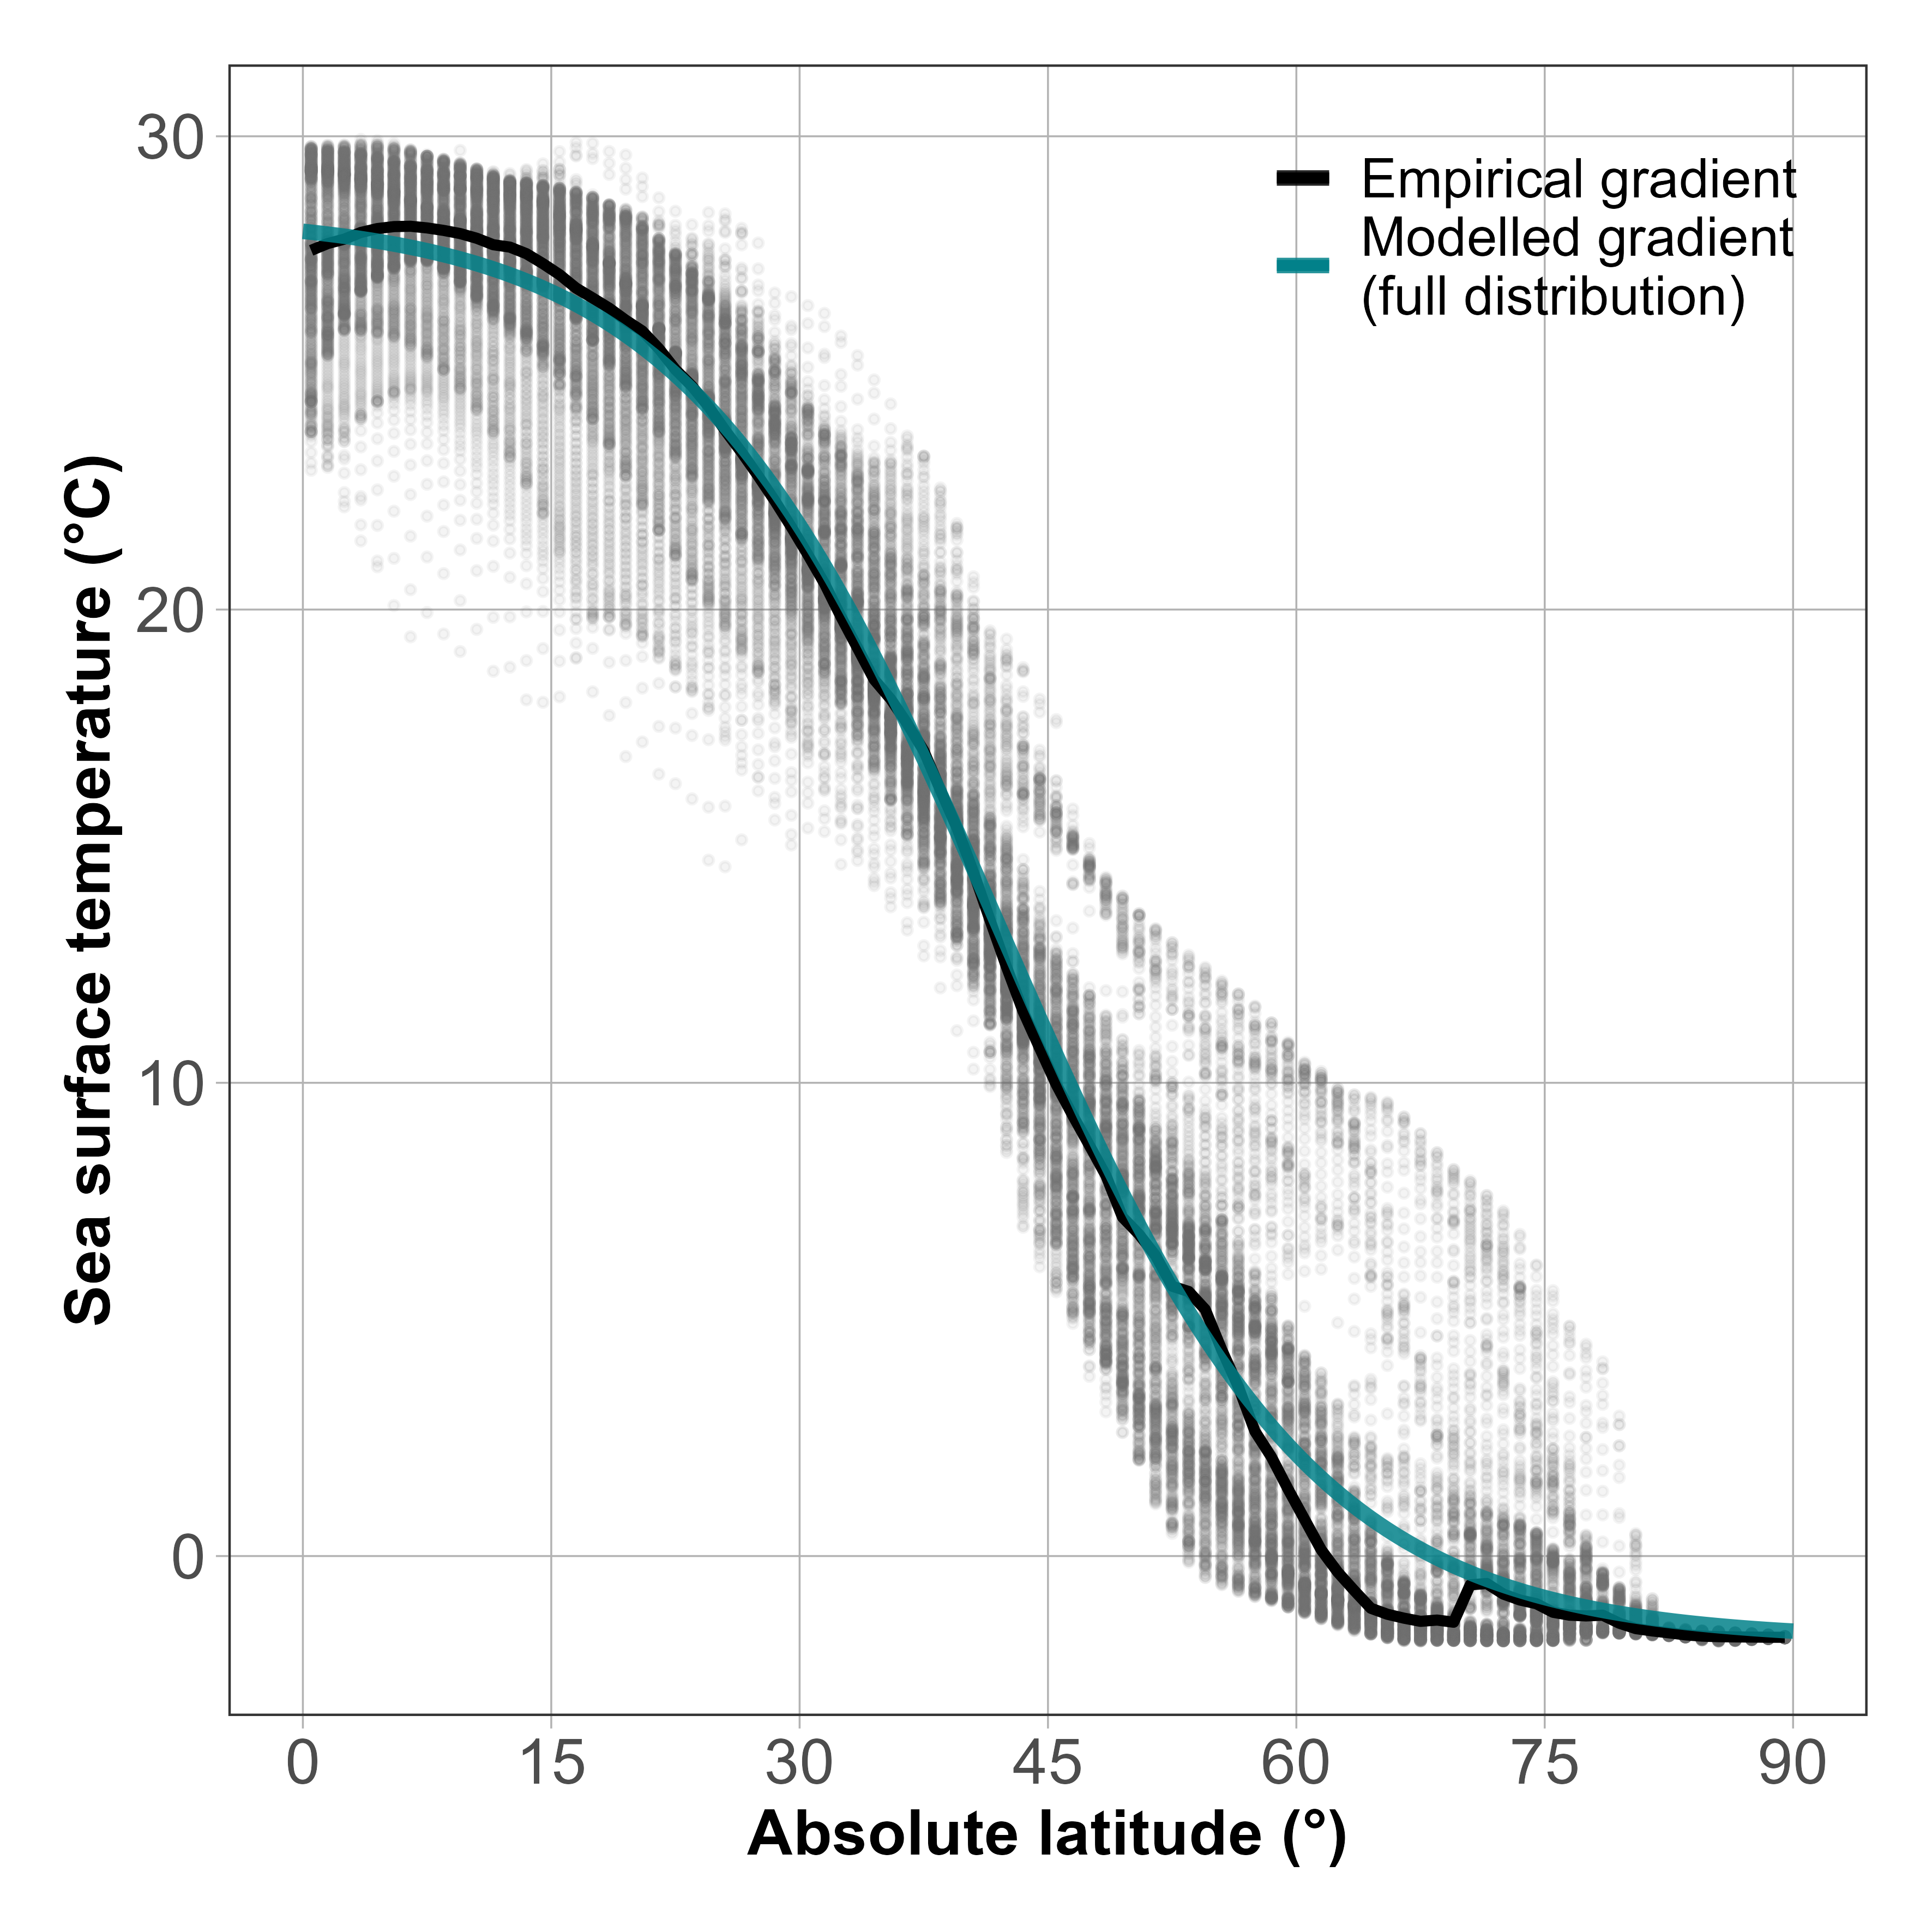 Empirical gradient
Modelled gradient
(full distribution)
30
20
10
0
Sea surface temperature (°C)
0 15 30 45 60 75 90
Absolute latitude (°)